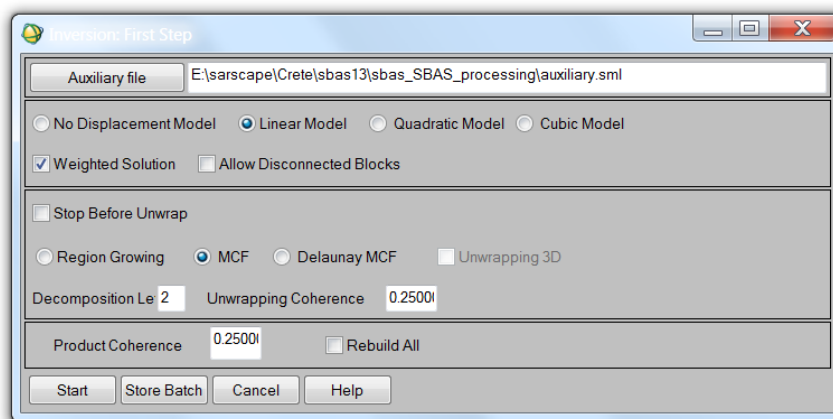 Inversion: First Step
Auxiliary file E:\sarscape\Crete\sbas13\sbas_SBAS_processing\auxiliary.sml
No Displacement Model Linear Model Quadratic Model Cubic Model
Weighted Solution Allow Disconnected Blocks
Stop Before Unwrap
Region Growing MCF Delaunay MCF Unwrapping 3D
Decomposition Le 2 Unwrapping Coherence 0.2500
Product Coherence 0.2500 Rebuild All
Start Store Batch Cancel Help